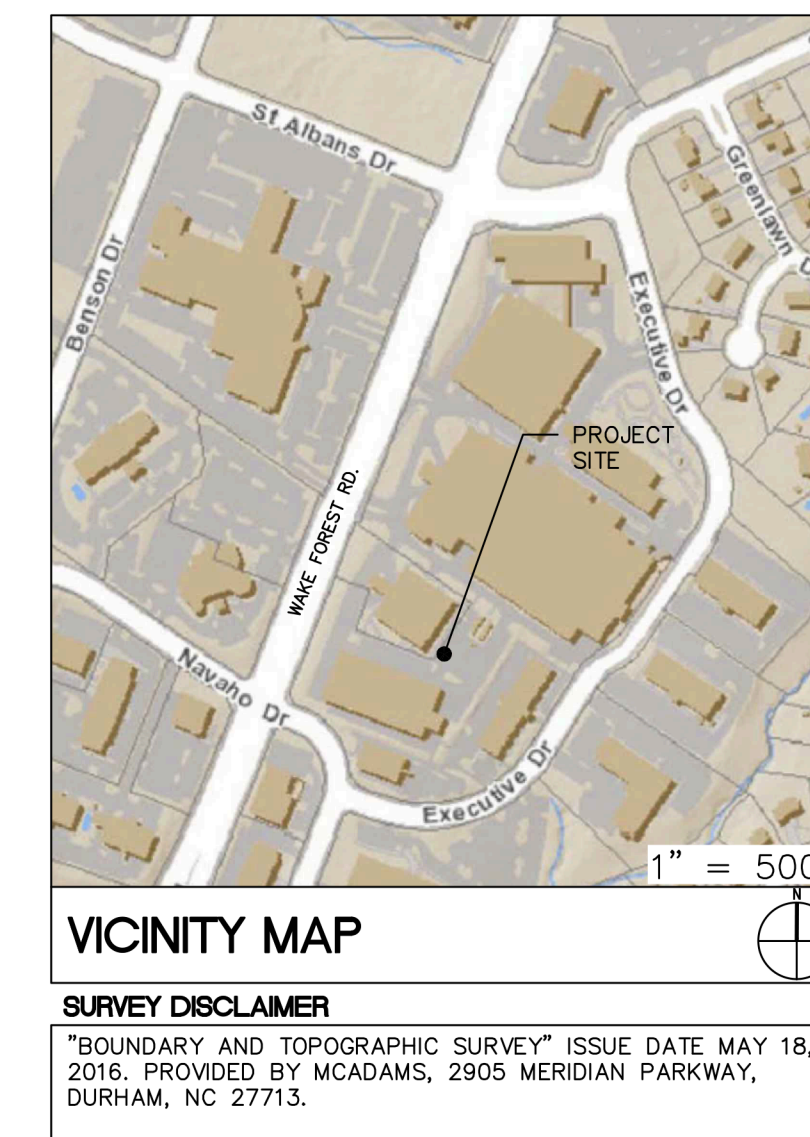 St Albans Dr
Greenlawn
Benson Dr
Executive Dr
PROJECT
SITE
WAKE FOREST RD.
Navaho Dr
Executive Dr
1" = 500
N
VICINITY MAP
SURVEY DISCLAIMER
"BOUNDARY AND TOPOGRAPHIC SURVEY" ISSUE DATE MAY 18,
2016. PROVIDED BY MCADAMS, 2905 MERIDIAN PARKWAY,
DURHAM, NC 27713.